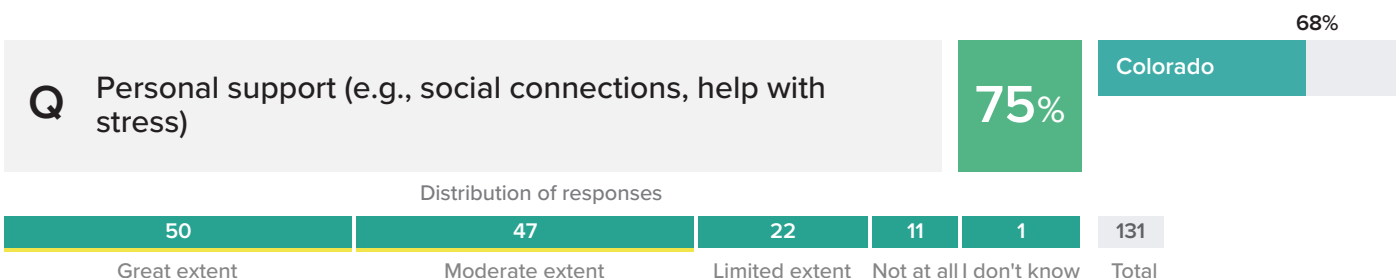 68%
Q
Personal support (e.g., social connections, help with
stress)
75%
Colorado
Distribution of responses
50 47 22 11 1 131
Great extent Moderate extent Limited extent Not at all I don't know Total